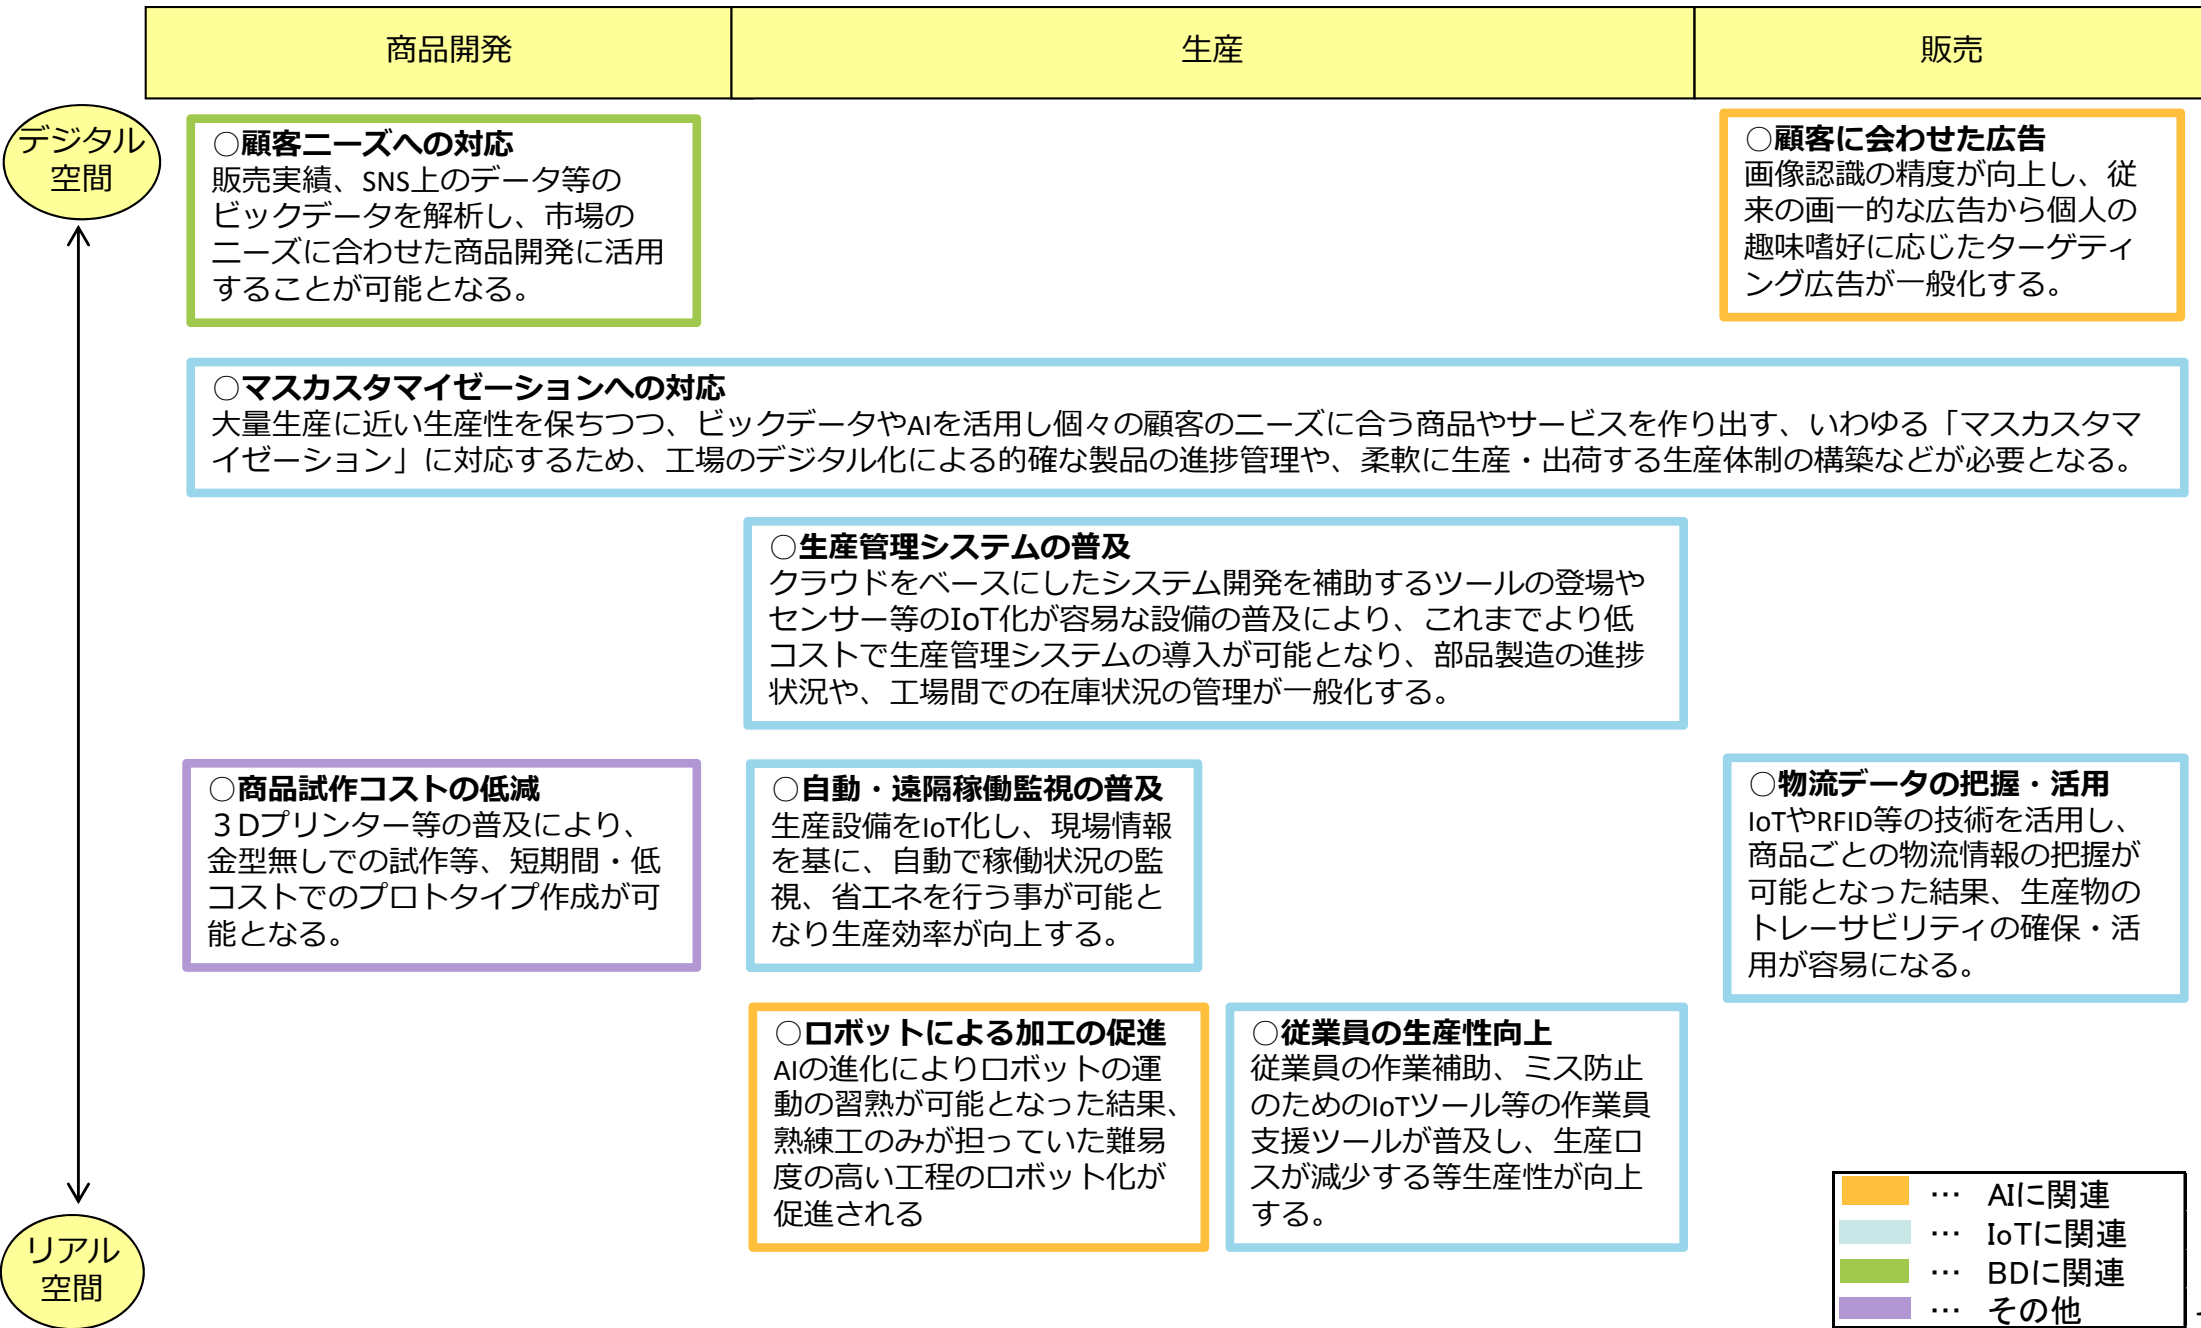 商品開発
生産
販売
デジタル
空間
○顧客ニーズへの対応
販売実績、SNS上のデータ等の
ビックデータを解析し、市場の
ニーズに合わせた商品開発に活用
することが可能となる。
○顧客に会わせた広告
画像認識の精度が向上し、従
来の画一的な広告から個人の
趣味嗜好に応じたターゲティ
ング広告が一般化する。
○マスカスタマイゼーションへの対応
大量生産に近い生産性を保ちつつ、ビックデータやAIを活用し個々の顧客のニーズに合う商品やサービスを作り出す、いわゆる「マスカスタマ
イゼーション」に対応するため、工場のデジタル化による的確な製品の進捗管理や、柔軟に生産・出荷する生産体制の構築などが必要となる。
○生産管理システムの普及
クラウドをベースにしたシステム開発を補助するツールの登場や
センサー等のIoT化が容易な設備の普及により、これまでより低
コストで生産管理システムの導入が可能となり、部品製造の進捗
状況や、工場間での在庫状況の管理が一般化する。
○商品試作コストの低減
３Dプリンター等の普及により、
金型無しでの試作等、短期間・低
コストでのプロトタイプ作成が可
能となる。
○自動・遠隔稼働監視の普及
生産設備をIoT化し、現場情報
を基に、自動で稼働状況の監
視、省エネを行う事が可能と
なり生産効率が向上する。
○物流データの把握・活用
IoTやRFID等の技術を活用し、
商品ごとの物流情報の把握が
可能となった結果、生産物の
トレーサビリティの確保・活
用が容易になる。
○ロボットによる加工の促進
AIの進化によりロボットの運
動の習熟が可能となった結果、
熟練工のみが担っていた難易
度の高い工程のロボット化が
促進される
○従業員の生産性向上
従業員の作業補助、ミス防止
のためのIoTツール等の作業員
支援ツールが普及し、生産ロ
スが減少する等生産性が向上
する。
リアル
空間
… AIに関連
… IoTに関連
… BDに関連
… その他